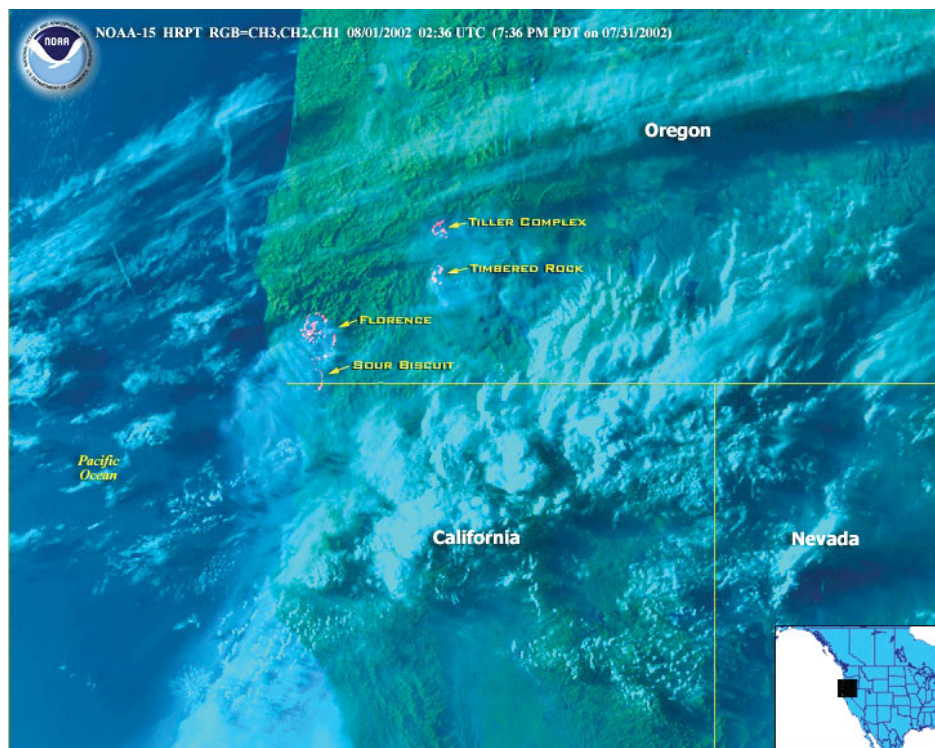 NOAA-15 HRPT RGB=CH3,CH2,CH1 08/01/2002 02:36 UTC (7:36 PM PDT on 07/31/2002)
NOAA
Oregon
TILLER COMPLEX
TIMBERED ROCK
FLORENCE
SOUR BISCUIT
Pacific
Ocean
California
Nevada